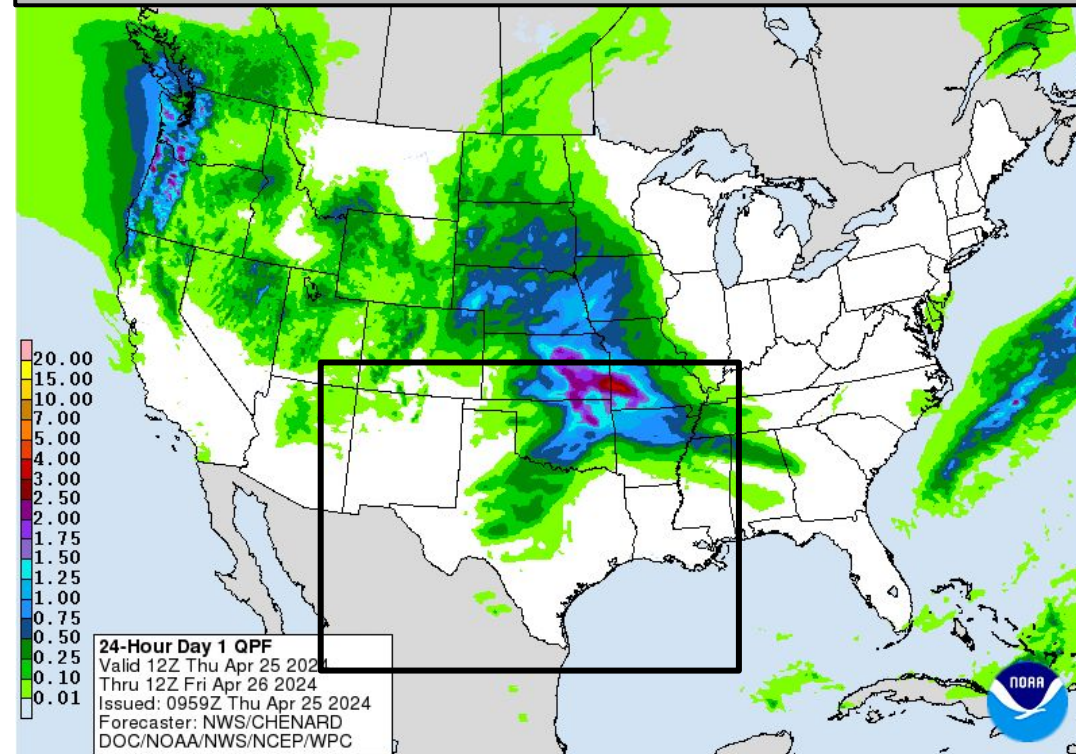 20.00
15.00
10.00
7.00
5.00
4.00
3.00
2.50
2.00
1.75
1.50
1.25
1.00
0.75
0.50
0.25
0.10
0.01
24-Hour Day 1 QPF
Valid 12Z Thu Apr 25 2024
Thru 12Z Fri Apr 26 2024
Issued: 0959Z Thu Apr 25 2024
Forecaster: NWS/CHENARD
DOC/NOAA/NWS/NCEP/WPC
NOAA